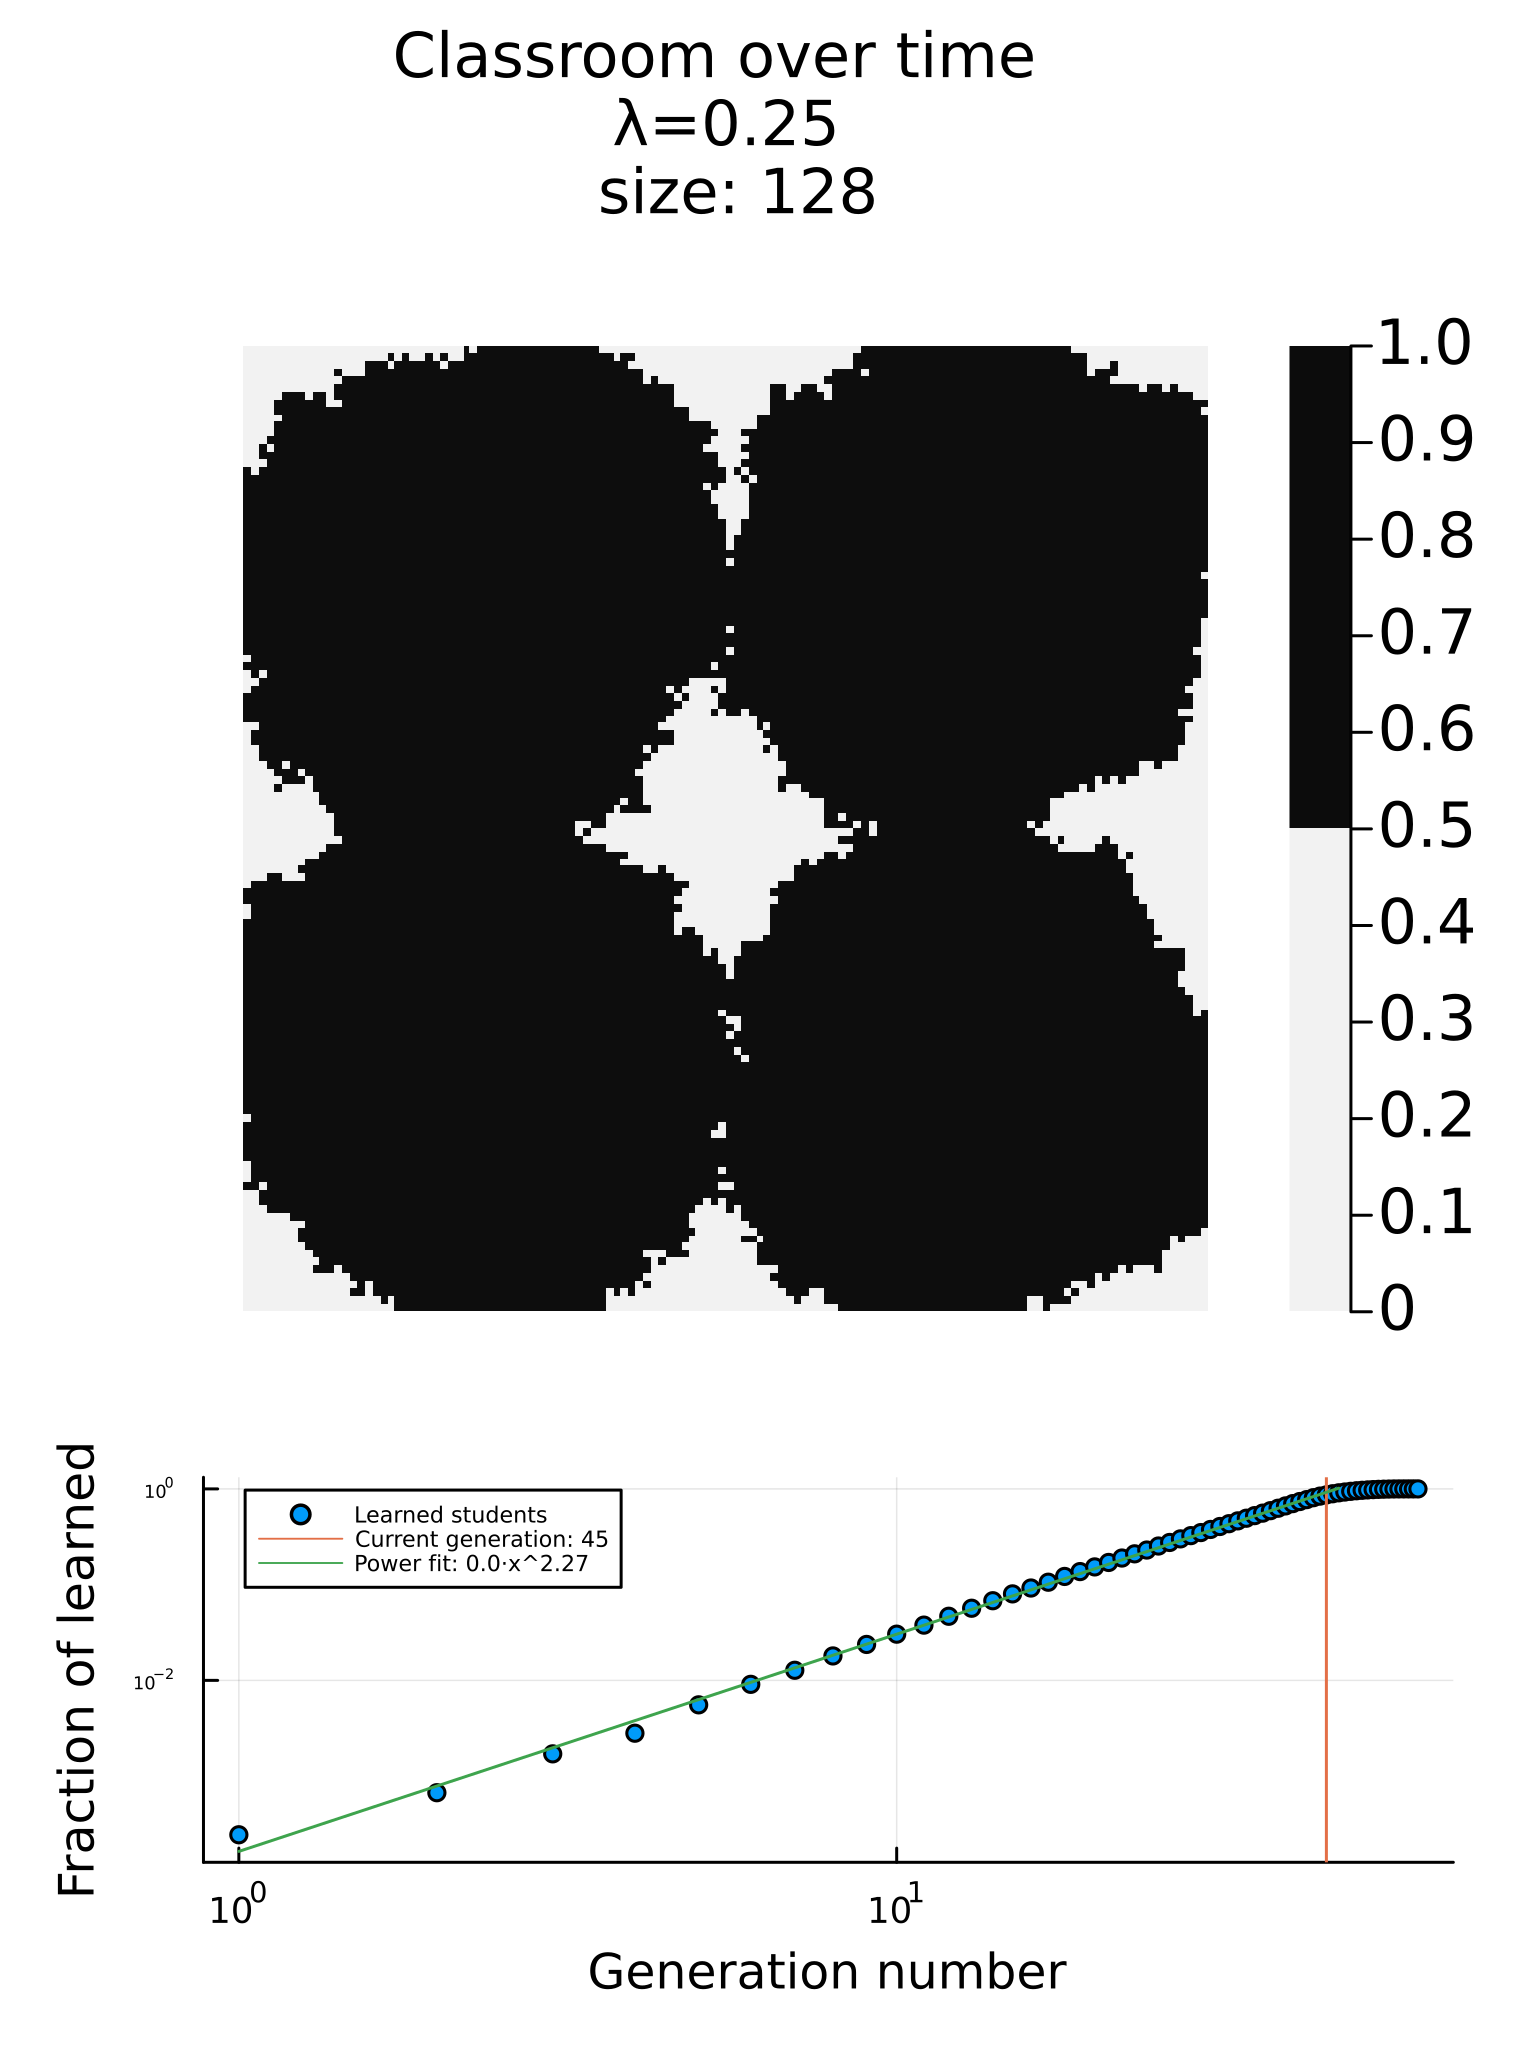 Classroom over time
λ=0.25
size: 128
1.0
0.9
0.8
0.7
0.6
0.5
0.4
0.3
0.2
0.1
0
Fraction of learned
10⁰
10⁻²
Learned students
Current generation: 45
Power fit: 0.0·x^2.27
10⁰
10¹
Generation number